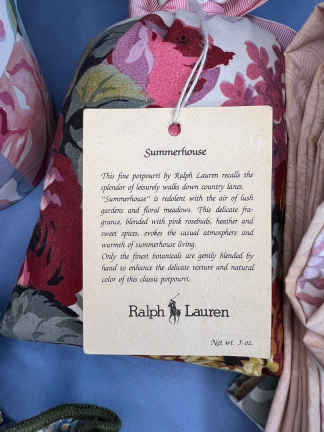 Summerhouse
This fine potpourri by Ralph Lauren recalls the
splendor of leisurely walks down country lanes.
"Summerhouse" is redolent with the air of lush
gardens and floral meadows. This delicate fra-
grance, blended with pink rosebuds, heather and
sweet spices, evokes the casual atmosphere and
warmth of summerhouse living.
Only the finest botanicals are gently blended by
hand to enhance the delicate texture and natural
color of this classic potpourri.
Ralph Lauren
Net wt. 3 oz.